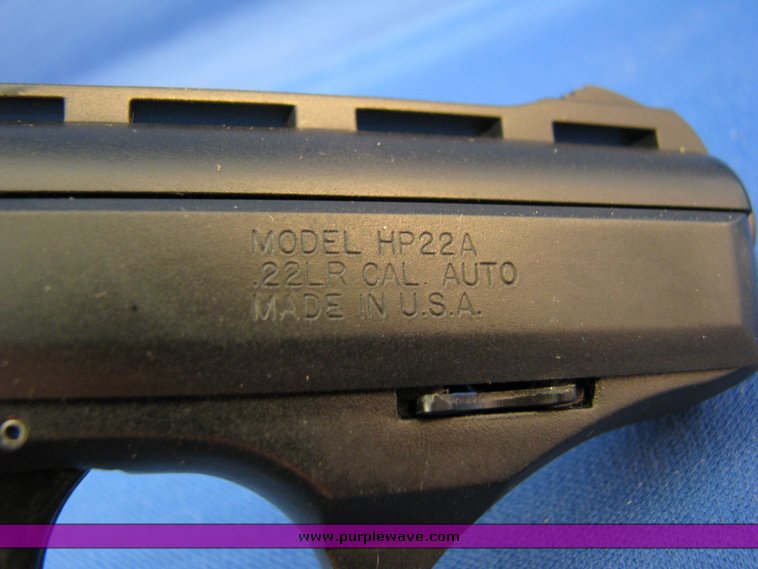 MODEL HP22A
.22LR CAL. AUTO
MADE IN U.S.A.
www.purplewave.com